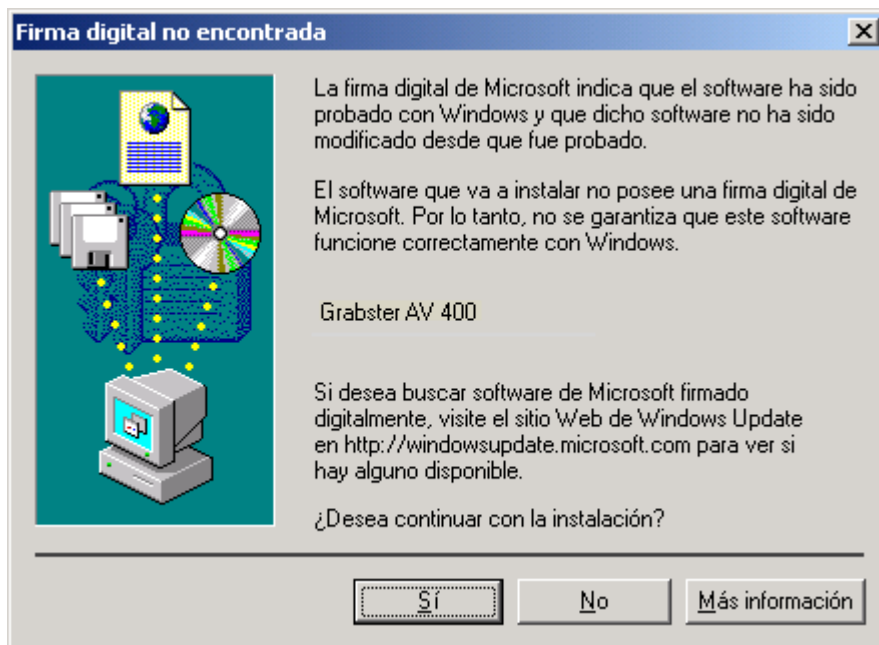 Firma digital no encontrada
La firma digital de Microsoft indica que el software ha sido
probado con Windows y que dicho software no ha sido
modificado desde que fue probado.
El software que va a instalar no posee una firma digital de
Microsoft. Por lo tanto, no se garantiza que este software
funcione correctamente con Windows.
Grabster AV 400
Si desea buscar software de Microsoft firmado
digitalmente, visite el sitio Web de Windows Update
en http://windowsupdate.microsoft.com para ver si
hay alguno disponible.
¿Desea continuar con la instalación?
Sí No Más información